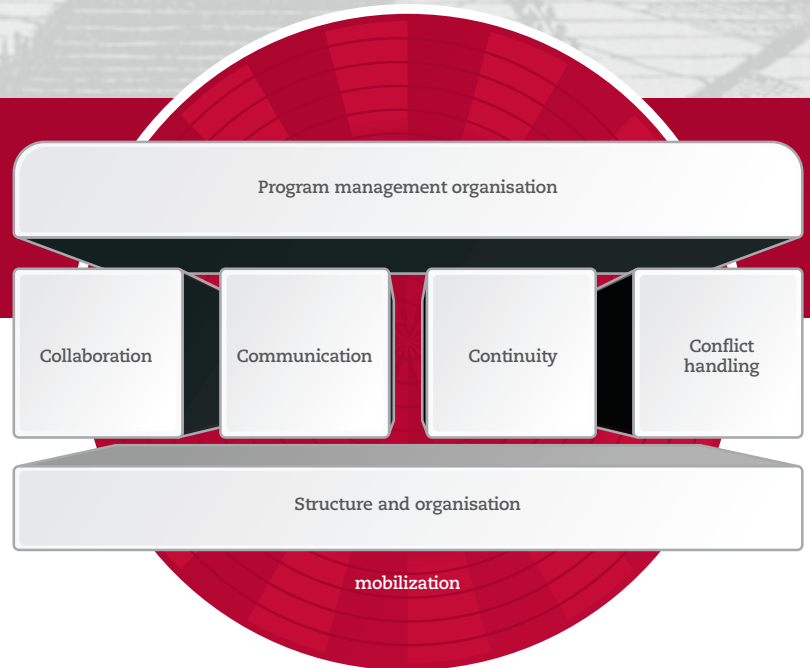 Program management organisation
Collaboration
Communication
Continuity
Conflict
handling
Structure and organisation
mobilization